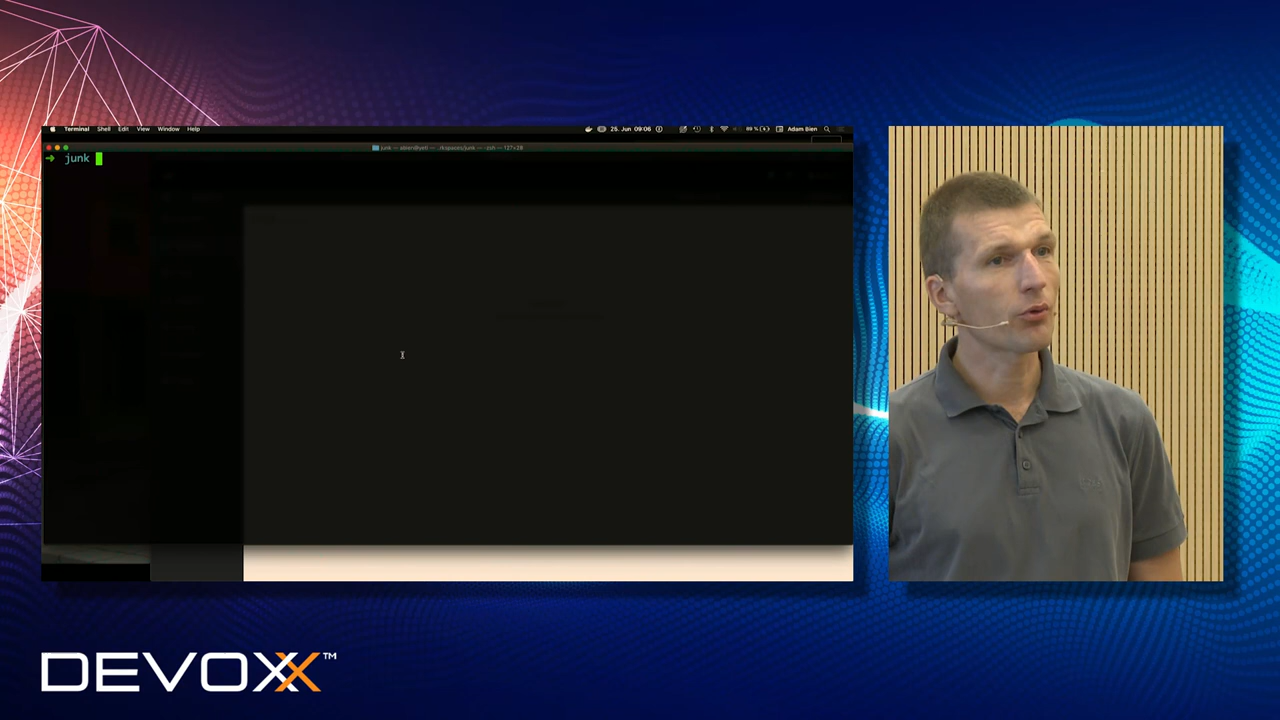 Terminal Shell Edit View Window Help
25. Jun 09:06
Adam Bien
➜ junk
DEVOXX™